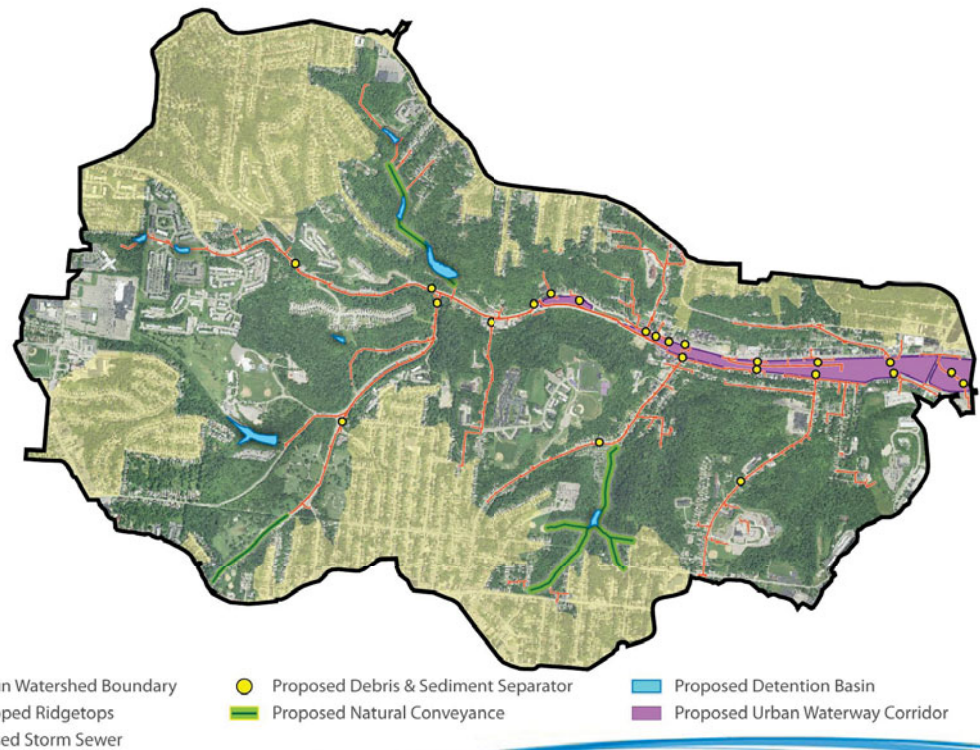 in Watershed Boundary
Proposed Debris & Sediment Separator
Proposed Detention Basin
ped Ridgetops
Proposed Natural Conveyance
Proposed Urban Waterway Corridor
ed Storm Sewer